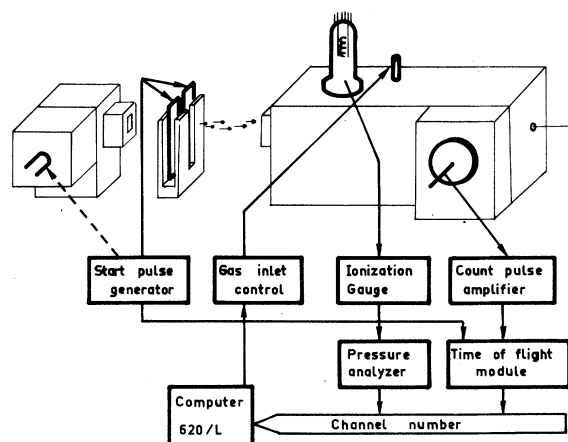 Start pulse
generator
Gas inlet
control
Ionization
Gauge
Count pulse
amplifier
Pressure
analyzer
Time of flight
module
Computer
620/L
Channel number